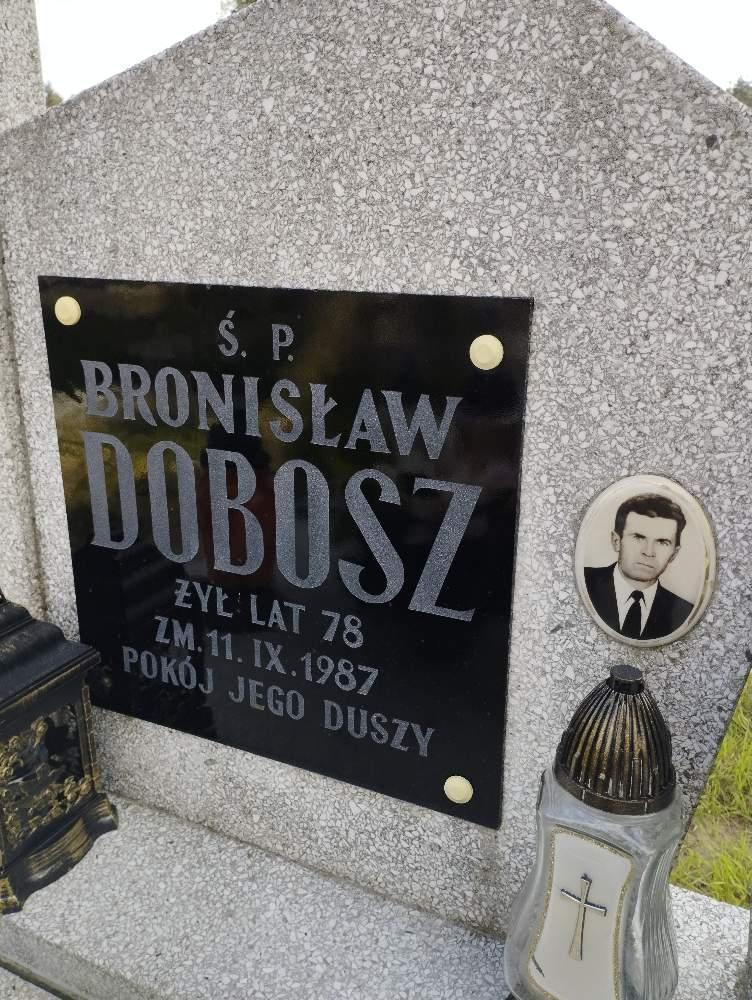 Ś. P.
BRONISŁAW
DOBOSZ
ŻYŁ LAT 78
ZM. 11. IX. 1987
POKÓJ JEGO DUSZY